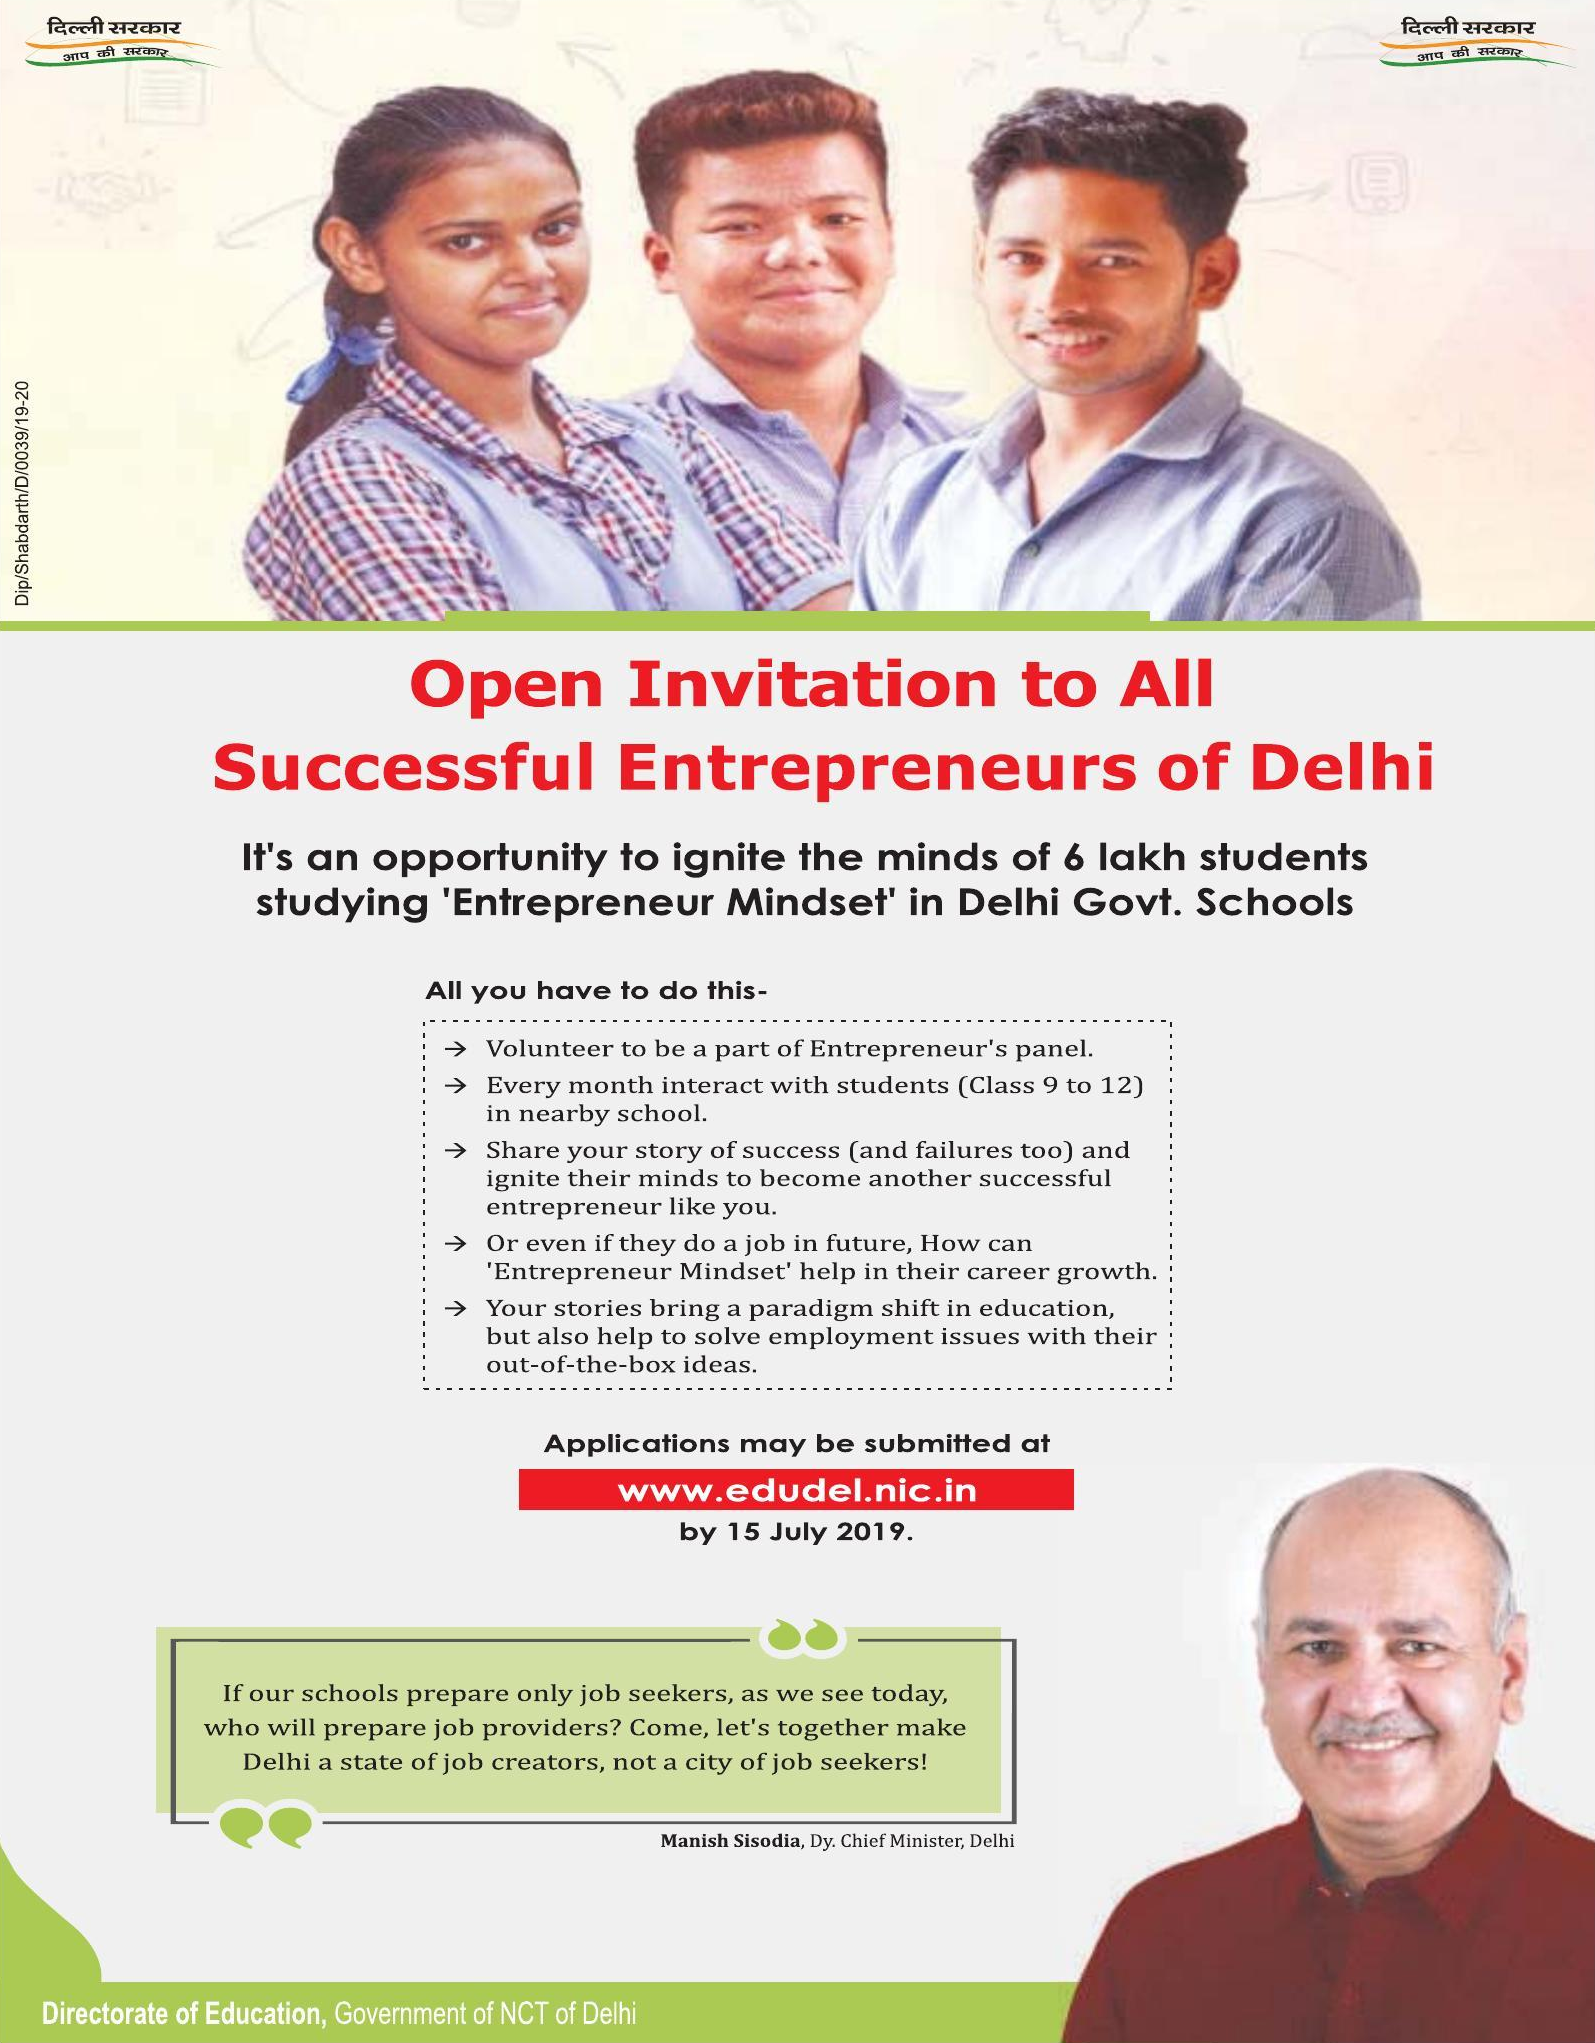 दिल्ली सरकार
आप की सरकार
दिल्ली सरकार
आप की सरकार
Dip/Shabdarth/D/0039/19-20
Open Invitation to All
Successful Entrepreneurs of Delhi
It's an opportunity to ignite the minds of 6 lakh students
studying 'Entrepreneur Mindset' in Delhi Govt. Schools
All you have to do this-
→ Volunteer to be a part of Entrepreneur's panel.
→ Every month interact with students (Class 9 to 12)
in nearby school.
→ Share your story of success (and failures too) and
ignite their minds to become another successful
entrepreneur like you.
→ Or even if they do a job in future, How can
'Entrepreneur Mindset' help in their career growth.
→ Your stories bring a paradigm shift in education,
but also help to solve employment issues with their
out-of-the-box ideas.
Applications may be submitted at
www.edudel.nic.in
by 15 July 2019.
If our schools prepare only job seekers, as we see today,
who will prepare job providers? Come, let's together make
Delhi a state of job creators, not a city of job seekers!
Manish Sisodia, Dy. Chief Minister, Delhi
Directorate of Education, Government of NCT of Delhi